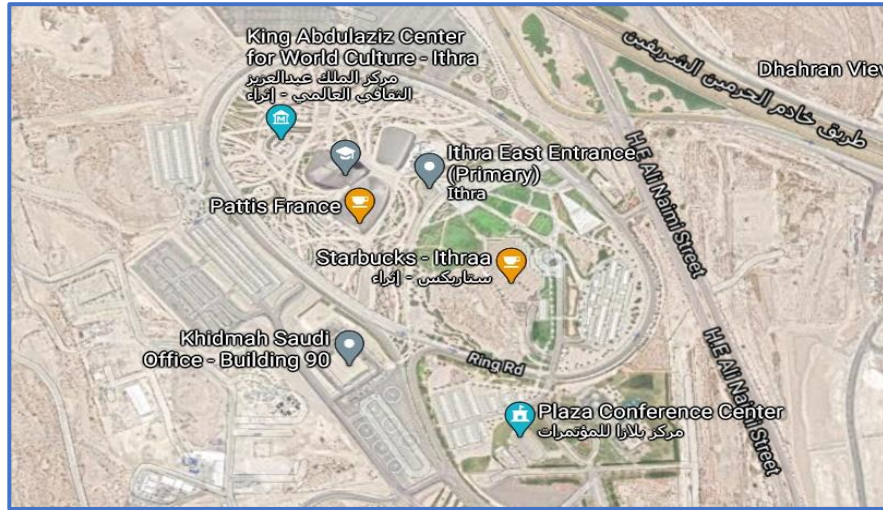 King Abdulaziz Center
for World Culture - Ithra
مركز الملك عبدالعزيز
الثقافي العالمي - إثراء
طريق خادم الحرمين الشريفين
Dhahran View
Ithra East Entrance
(Primary)
Ithra
Pattis France
H.E Ali Naimi Street
Starbucks - Ithraa
ستاربكس - إثراء
Khidmah Saudi
Office - Building 90
Ring Rd
H.E Ali Naimi Street
Plaza Conference Center
مركز بلازا للمؤتمرات